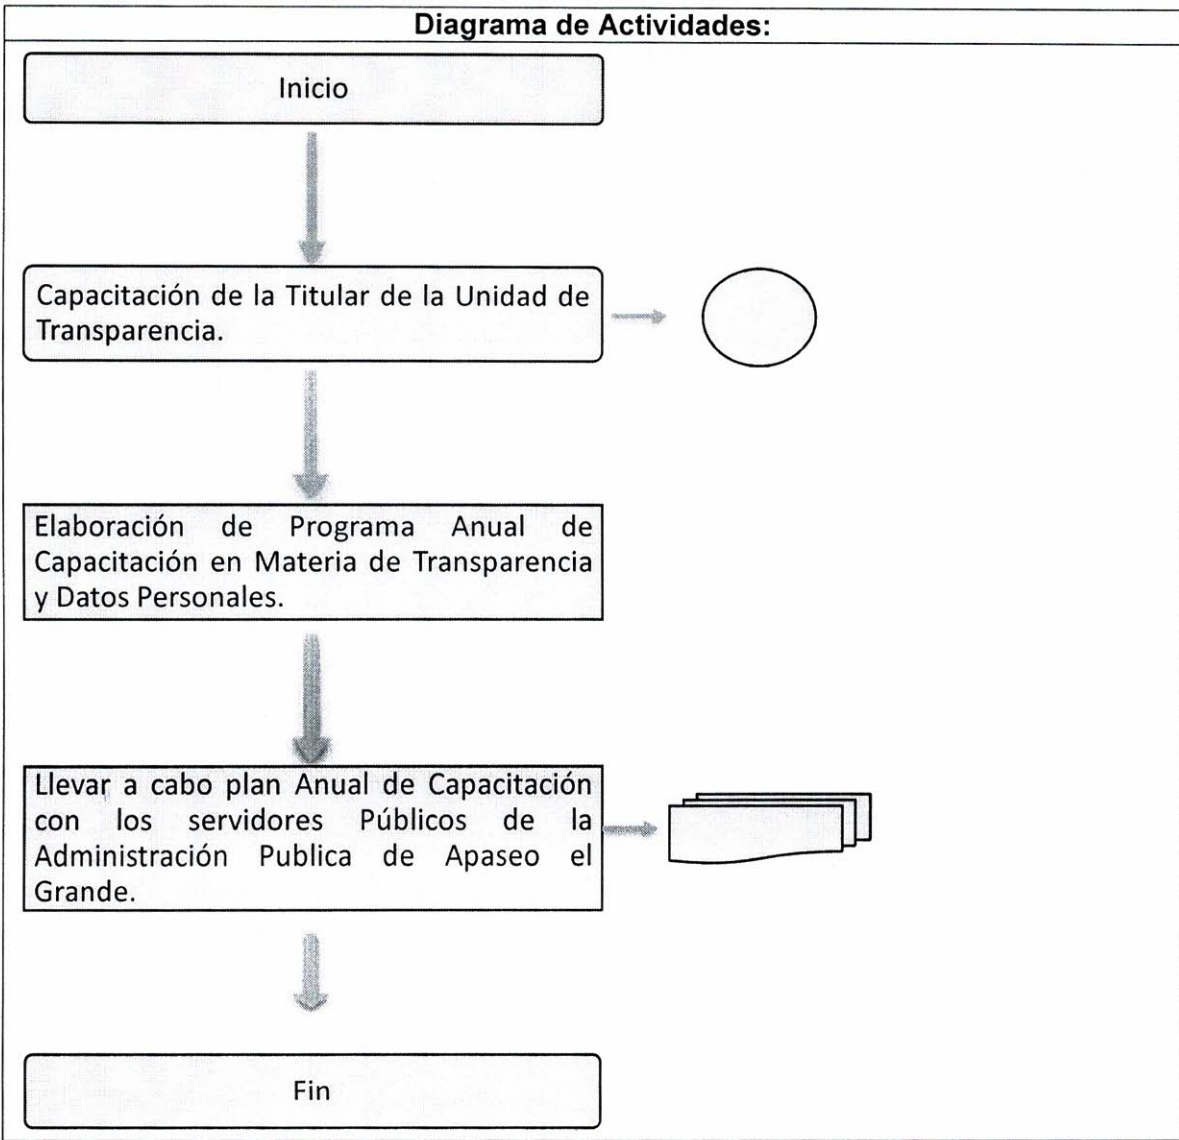 Diagrama de Actividades:
Inicio
Capacitación de la Titular de la Unidad de
Transparencia.
Elaboración de Programa Anual de
Capacitación en Materia de Transparencia
y Datos Personales.
Llevar a cabo plan Anual de Capacitación
con los servidores Públicos de la
Administración Publica de Apaseo el
Grande.
Fin